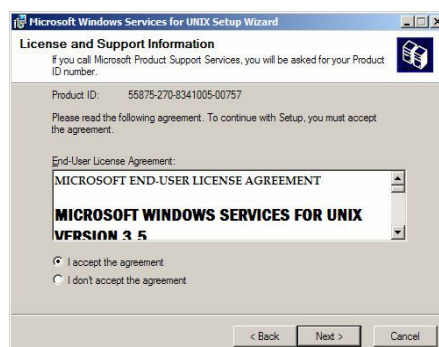 Microsoft Windows Services for UNIX Setup Wizard
License and Support Information
If you call Microsoft Product Support Services, you will be asked for your Product
ID number.
Product ID: 55875-270-8341005-00757
Please read the following agreement. To continue with Setup, you must accept
the agreement.
End-User License Agreement:
MICROSOFT END-USER LICENSE AGREEMENT
MICROSOFT WINDOWS SERVICES FOR UNIX
VERSION 3.5
I accept the agreement
I don't accept the agreement
< Back Next > Cancel